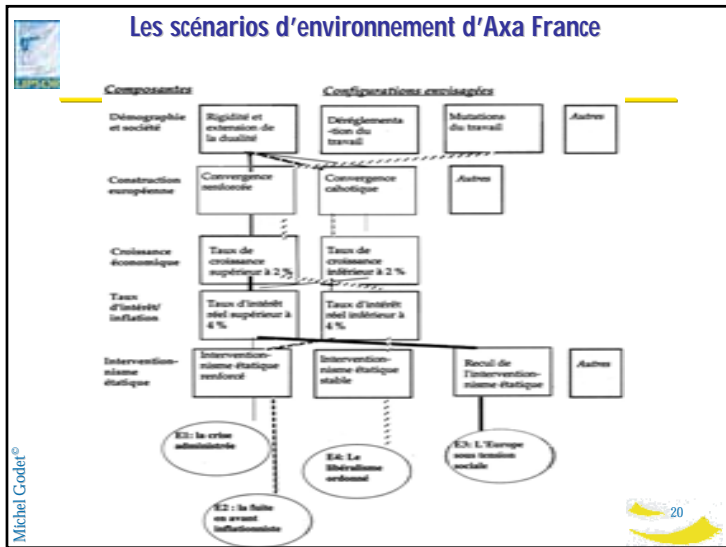 Les scénarios d'environnement d'Axa France
LIPSOR
Composantes
Configurations envisagées
Démographie
et société
Rigidité et
extension de
la dualité
Dérèglementa
-tion du
travail
Mutations
du travail
Autres
Construction
européenne
Convergence
renforcée
Convergence
cahotique
Autres
Croissance
économique
Taux de
croissance
supérieur à 2 %
Taux de
croissance
inférieur à 2 %
Taux
d'intérêt/
inflation
Taux d'intérêt
réel supérieur à
4 %
Taux d'intérêt
réel inférieur à
4 %
Intervention-
nisme
étatique
Intervention-
nisme étatique
renforcé
Intervention-
nisme étatique
stable
Recul de
l'intervention-
nisme étatique
Autres
E1: la crise
administrée
E4: Le
libéralisme
ordonné
E3: L'Europe
sous tension
sociale
E2 : la fuite
en avant
inflationniste
Michel Godet©
20